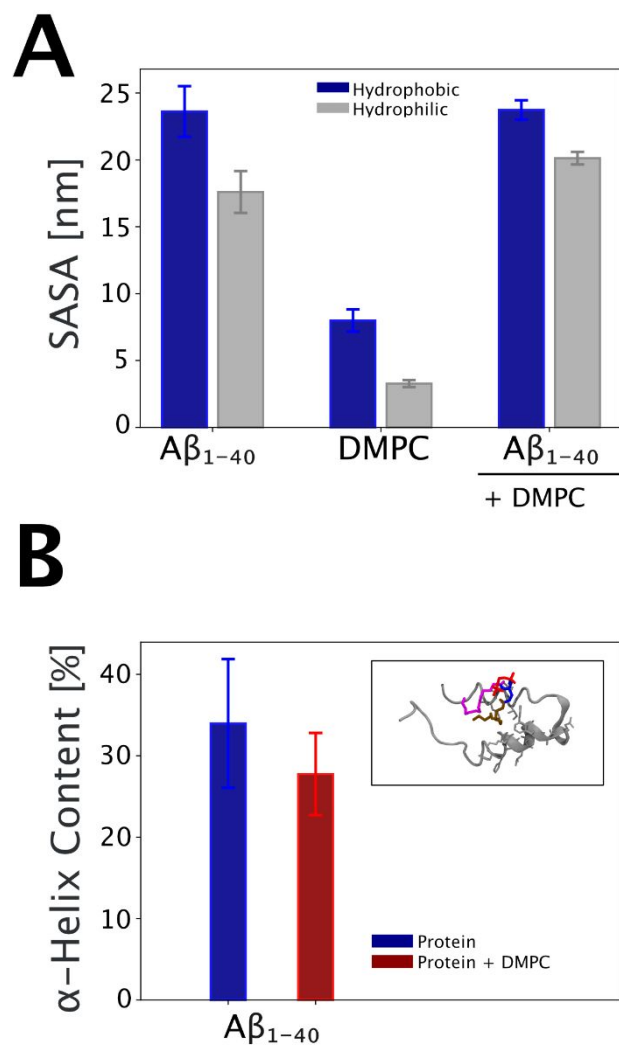 A
SASA [nm]
25
20
15
10
5
0
Hydrophobic
Hydrophilic
Aβ₁₋₄₀
DMPC
Aβ₁₋₄₀
+ DMPC
B
α-Helix Content [%]
40
30
20
10
0
Protein
Protein + DMPC
Aβ₁₋₄₀